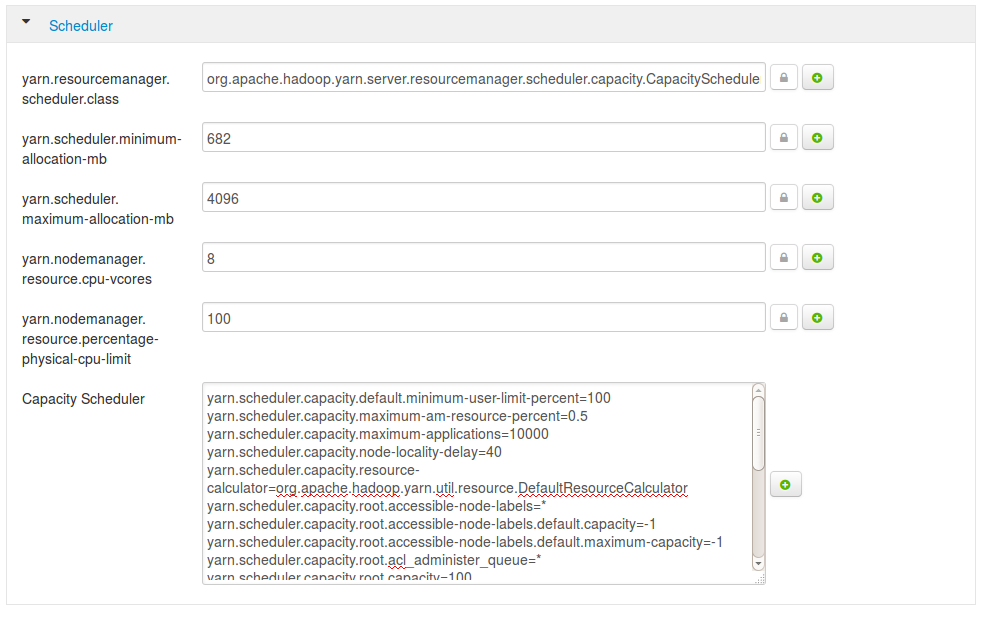 Scheduler
yarn.resourcemanager.
scheduler.class
org.apache.hadoop.yarn.server.resourcemanager.scheduler.capacity.CapacitySchedule
yarn.scheduler.minimum-
allocation-mb
682
yarn.scheduler.
maximum-allocation-mb
4096
yarn.nodemanager.
resource.cpu-vcores
8
yarn.nodemanager.
resource.percentage-
physical-cpu-limit
100
Capacity Scheduler
yarn.scheduler.capacity.default.minimum-user-limit-percent=100
yarn.scheduler.capacity.maximum-am-resource-percent=0.5
yarn.scheduler.capacity.maximum-applications=10000
yarn.scheduler.capacity.node-locality-delay=40
yarn.scheduler.capacity.resource-
calculator=org.apache.hadoop.yarn.util.resource.DefaultResourceCalculator
yarn.scheduler.capacity.root.accessible-node-labels=*
yarn.scheduler.capacity.root.accessible-node-labels.default.capacity=-1
yarn.scheduler.capacity.root.accessible-node-labels.default.maximum-capacity=-1
yarn.scheduler.capacity.root.acl_administer_queue=*
yarn.scheduler.capacity.root.capacity=100